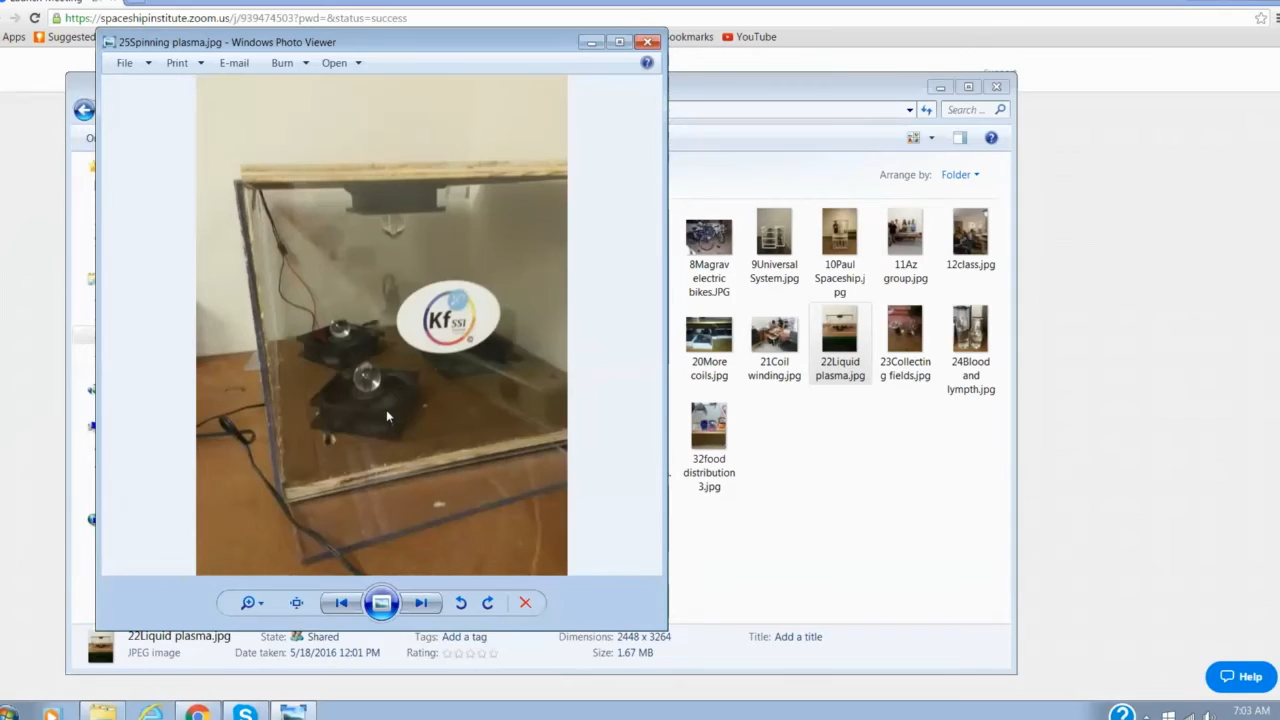 https://spaceshipinstitute.zoom.us/j/939474503?pwd=&status=success
Apps
Suggested
ookmarks
YouTube
25Spinning plasma.jpg - Windows Photo Viewer
File
Print
E-mail
Burn
Open
Search ...
Arrange by:
Folder
Kf SSI
8Magrav
electric
bikes.JPG
9Universal
System.jpg
10Paul
Spaceship.j
pg
11Az
group.jpg
12class.jpg
20More
coils.jpg
21Coil
winding.jpg
22Liquid
plasma.jpg
23Collectin
g fields.jpg
24Blood
and
lymph.jpg
32food
distribution
3.jpg
22Liquid plasma.jpg
State:
Shared
Tags: Add a tag
Dimensions: 2448 x 3264
Title: Add a title
JPEG image
Date taken: 5/18/2016 12:01 PM
Rating:
Size: 1.67 MB
Help
7:03 AM